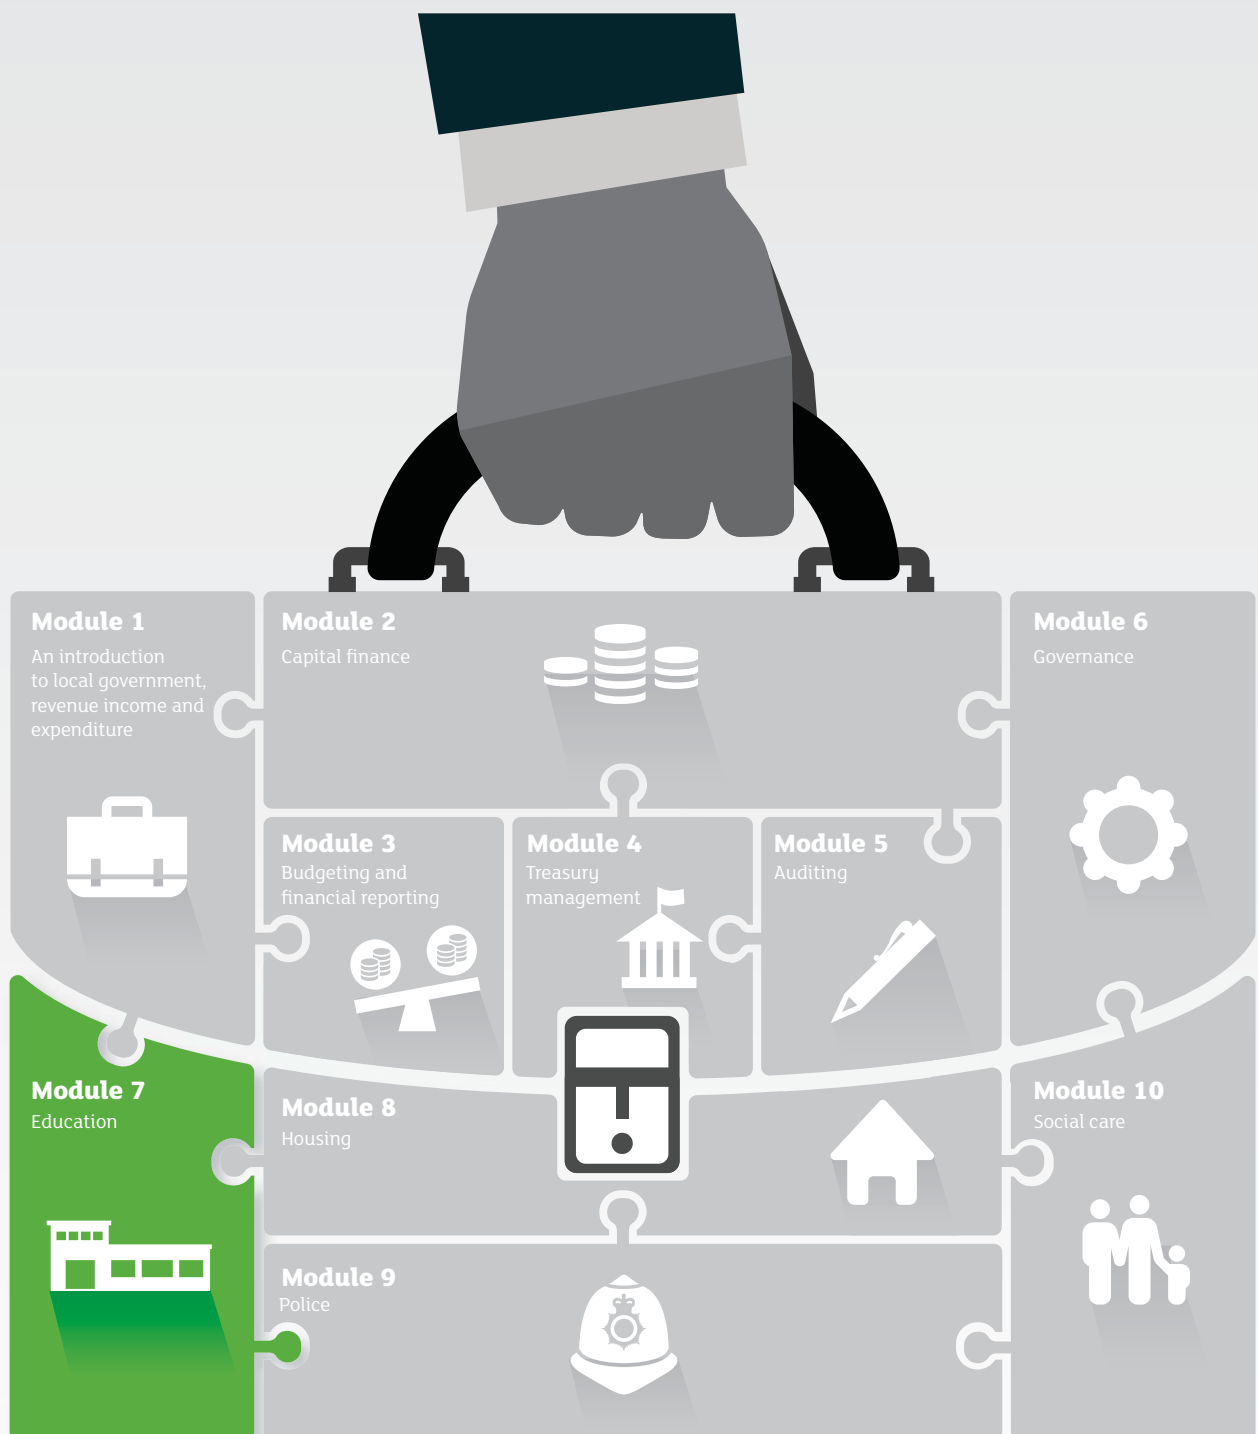 Module 1
An introduction
to local government,
revenue income and
expenditure
Module 2
Capital finance
Module 6
Governance
Module 3
Budgeting and
financial reporting
Module 4
Treasury
management
Module 5
Auditing
Module 7
Education
Module 8
Housing
Module 10
Social care
Module 9
Police